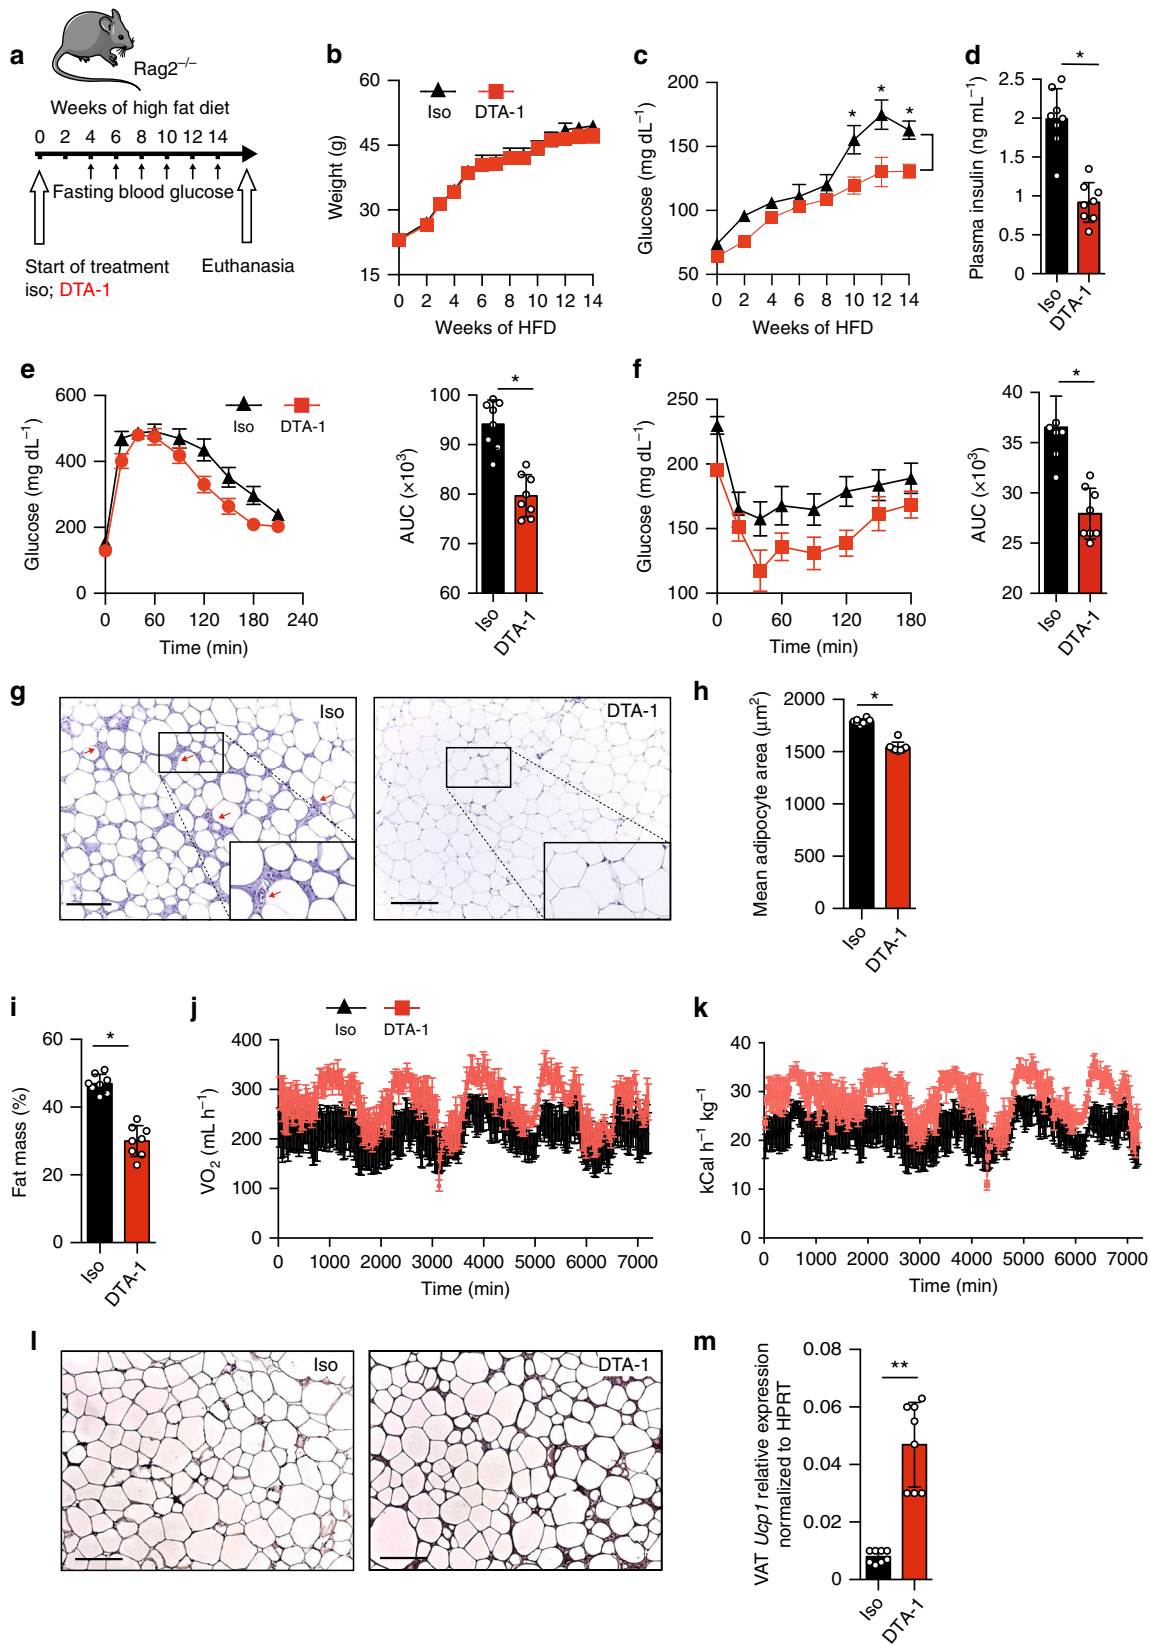 a
Rag2–/–
Weeks of high fat diet
0 2 4 6 8 10 12 14
Fasting blood glucose
Start of treatment
iso; DTA-1
Euthanasia
b
Weight (g)
60
45
30
15
Iso
DTA-1
0 2 4 6 8 10 12 14
Weeks of HFD
c
Glucose (mg dL–1)
200
150
100
50
* * *
0 2 4 6 8 10 12 14
Weeks of HFD
d
Plasma insulin (ng mL–1)
2.5
2
1.5
1
0.5
0
*
Iso
DTA-1
e
Glucose (mg dL–1)
600
400
200
0
Iso
DTA-1
0 60 120 180 240
Time (min)
AUC (×10³)
100
90
80
70
60
*
Iso
DTA-1
f
Glucose (mg dL–1)
250
200
150
100
0 60 120 180
Time (min)
AUC (×10³)
40
35
30
25
20
*
Iso
DTA-1
g
Iso
DTA-1
h
Mean adipocyte area (µm²)
2000
1500
1000
500
0
*
Iso
DTA-1
i
Fat mass (%)
60
40
20
0
*
Iso
DTA-1
j
Iso
DTA-1
VO2 (mL h–1)
400
300
200
100
0
0 1000 2000 3000 4000 5000 6000 7000
Time (min)
k
kCal h–1 kg–1
40
30
20
10
0
0 1000 2000 3000 4000 5000 6000 7000
Time (min)
l
Iso
DTA-1
m
VAT Ucp1 relative expression
normalized to HPRT
0.08
0.06
0.04
0.02
0
**
Iso
DTA-1